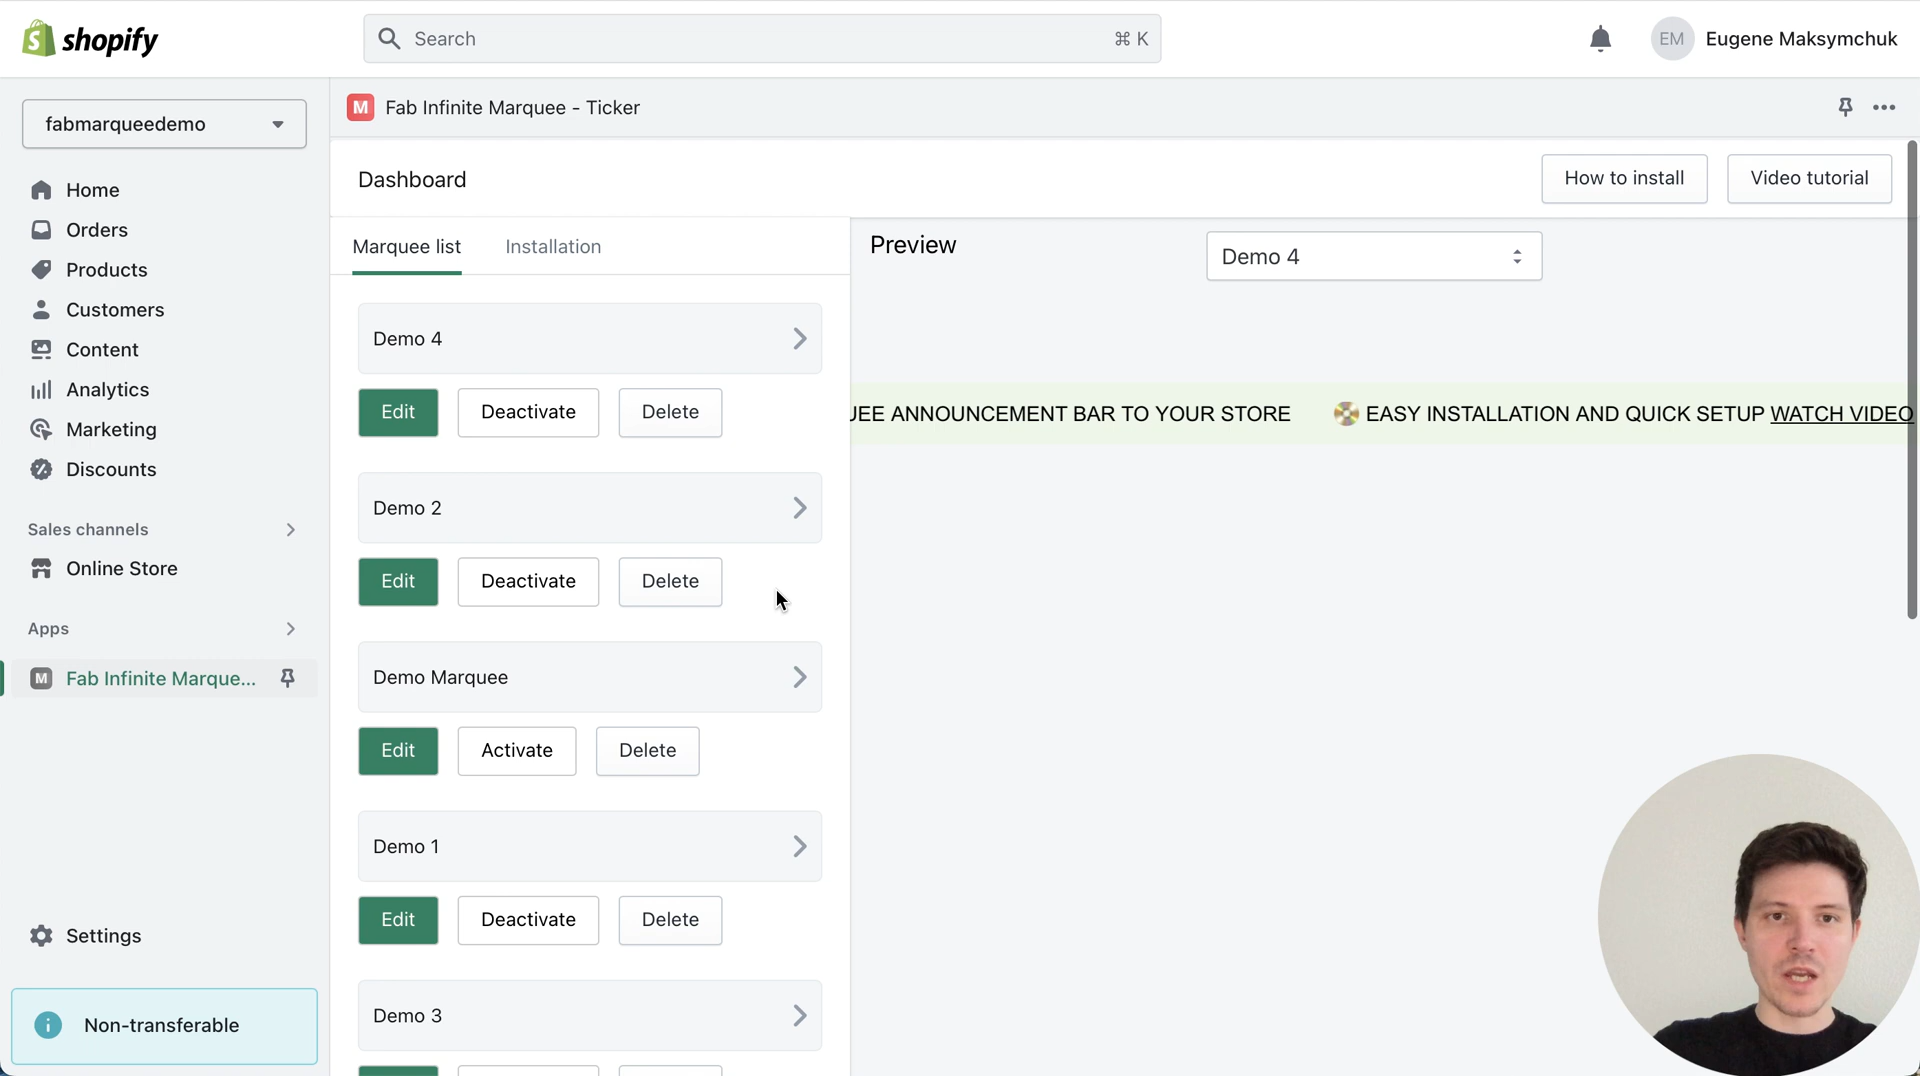 shopify
Search
⌘ K
EM
Eugene Maksymchuk
fabmarqueedemo
M
Fab Infinite Marquee - Ticker
Home
Orders
Products
Customers
Content
Analytics
Marketing
Discounts
Sales channels
Online Store
Apps
M
Fab Infinite Marque...
Settings
Non-transferable
Dashboard
How to install
Video tutorial
Marquee list
Installation
Demo 4
Edit
Deactivate
Delete
Demo 2
Edit
Deactivate
Delete
Demo Marquee
Edit
Activate
Delete
Demo 1
Edit
Deactivate
Delete
Demo 3
Preview
Demo 4
UEE ANNOUNCEMENT BAR TO YOUR STORE
EASY INSTALLATION AND QUICK SETUP WATCH VIDEO